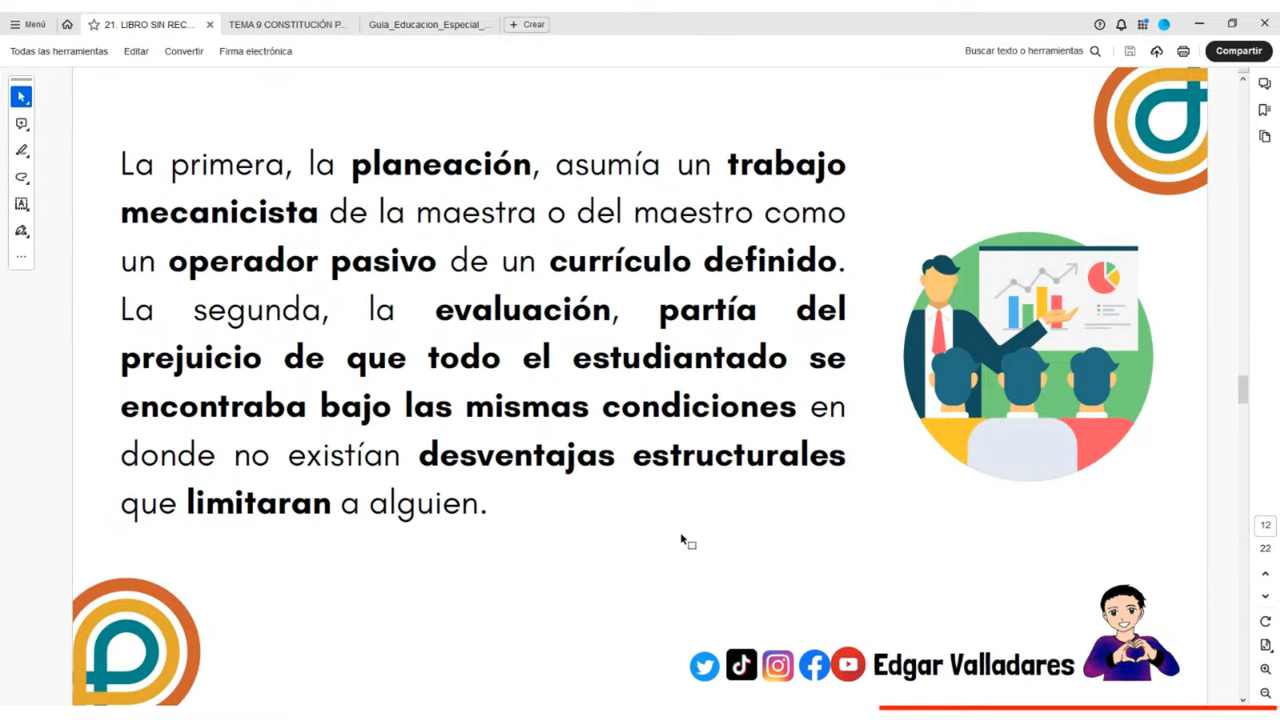 Menú
21. LIBRO SIN REC...
TEMA 9 CONSTITUCIÓN P...
Guia_Educacion_Especial_...
+ Crear
Todas las herramientas
Editar
Convertir
Firma electrónica
Buscar texto o herramientas
Compartir
La primera, la planeación, asumía un trabajo
mecanicista de la maestra o del maestro como
un operador pasivo de un currículo definido.
La segunda, la evaluación, partía del
prejuicio de que todo el estudiantado se
encontraba bajo las mismas condiciones en
donde no existían desventajas estructurales
que limitaran a alguien.
12
22
Edgar Valladares